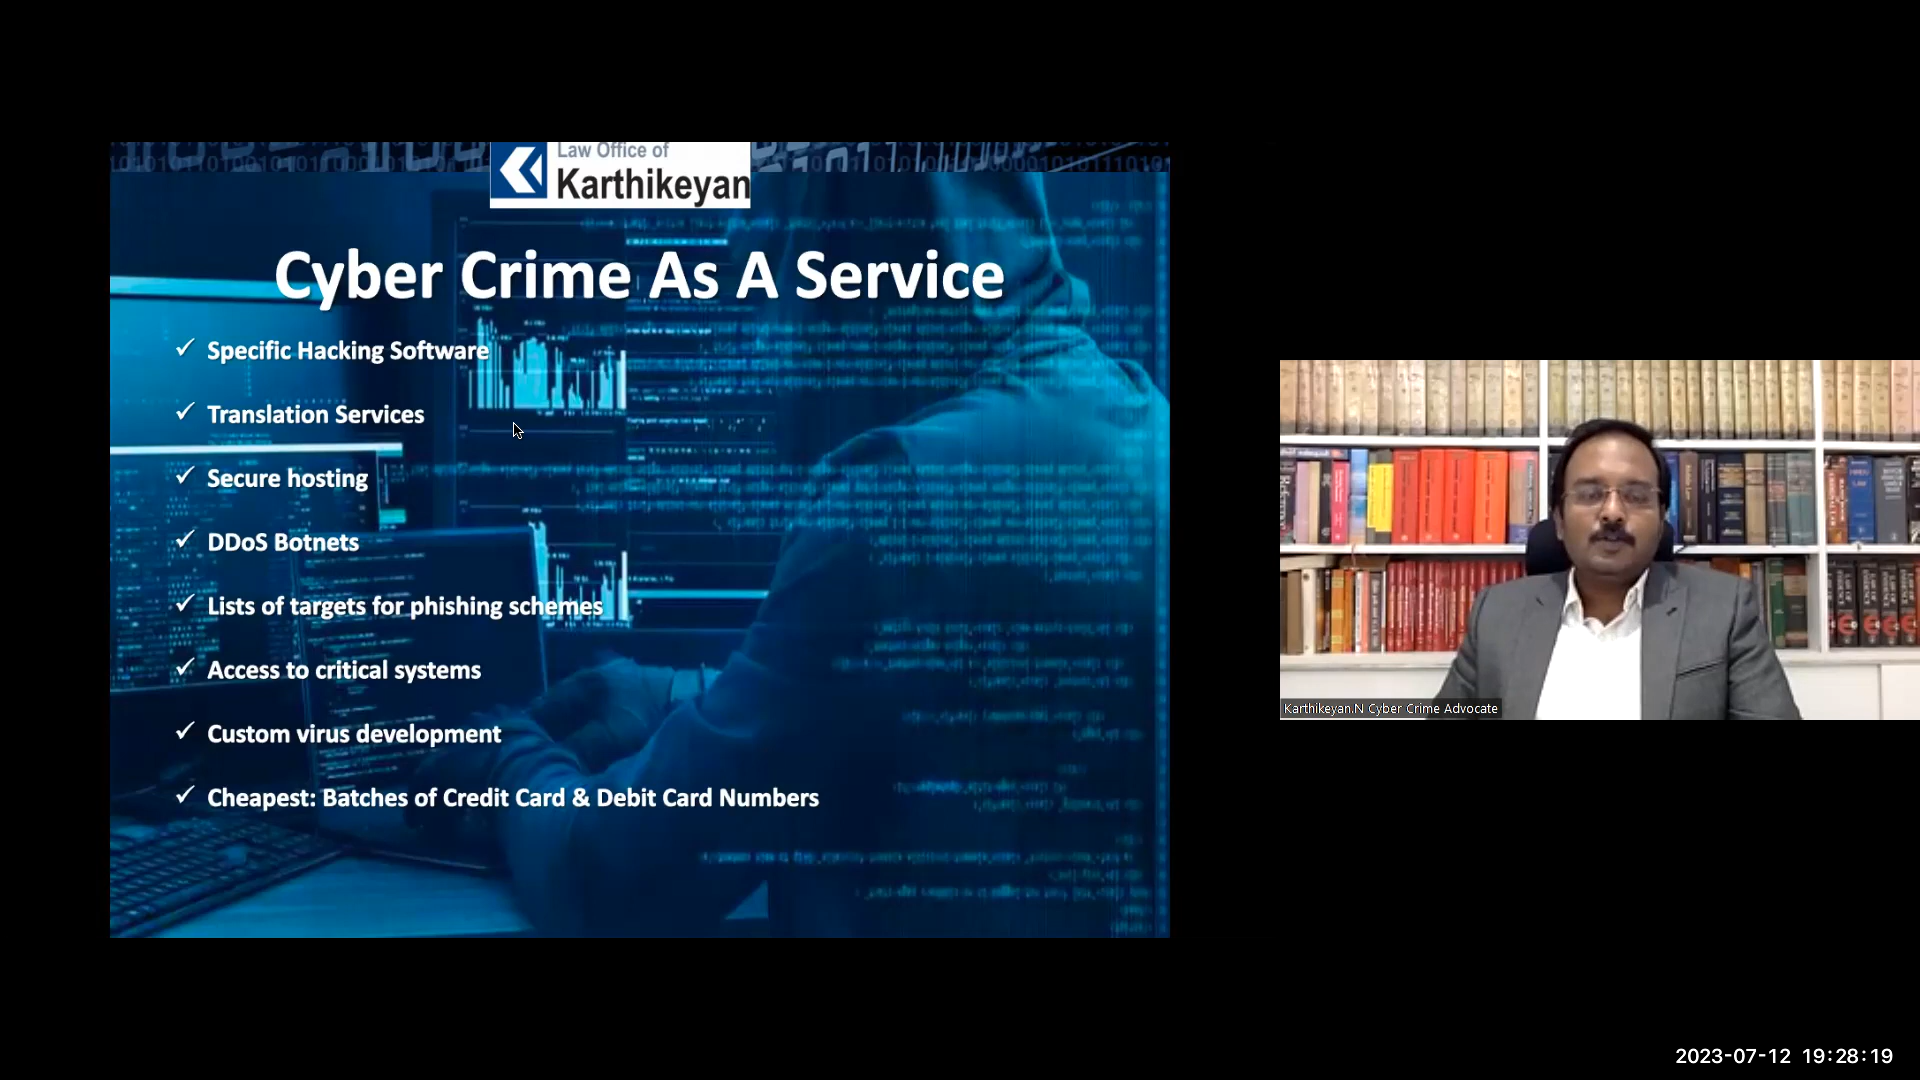 Law Office of
Karthikeyan
Cyber Crime As A Service
✓ Specific Hacking Software
✓ Translation Services
✓ Secure hosting
✓ DDoS Botnets
✓ Lists of targets for phishing schemes
✓ Access to critical systems
✓ Custom virus development
✓ Cheapest: Batches of Credit Card & Debit Card Numbers
Karthikeyan.N Cyber Crime Advocate
2023-07-12 19:28:19